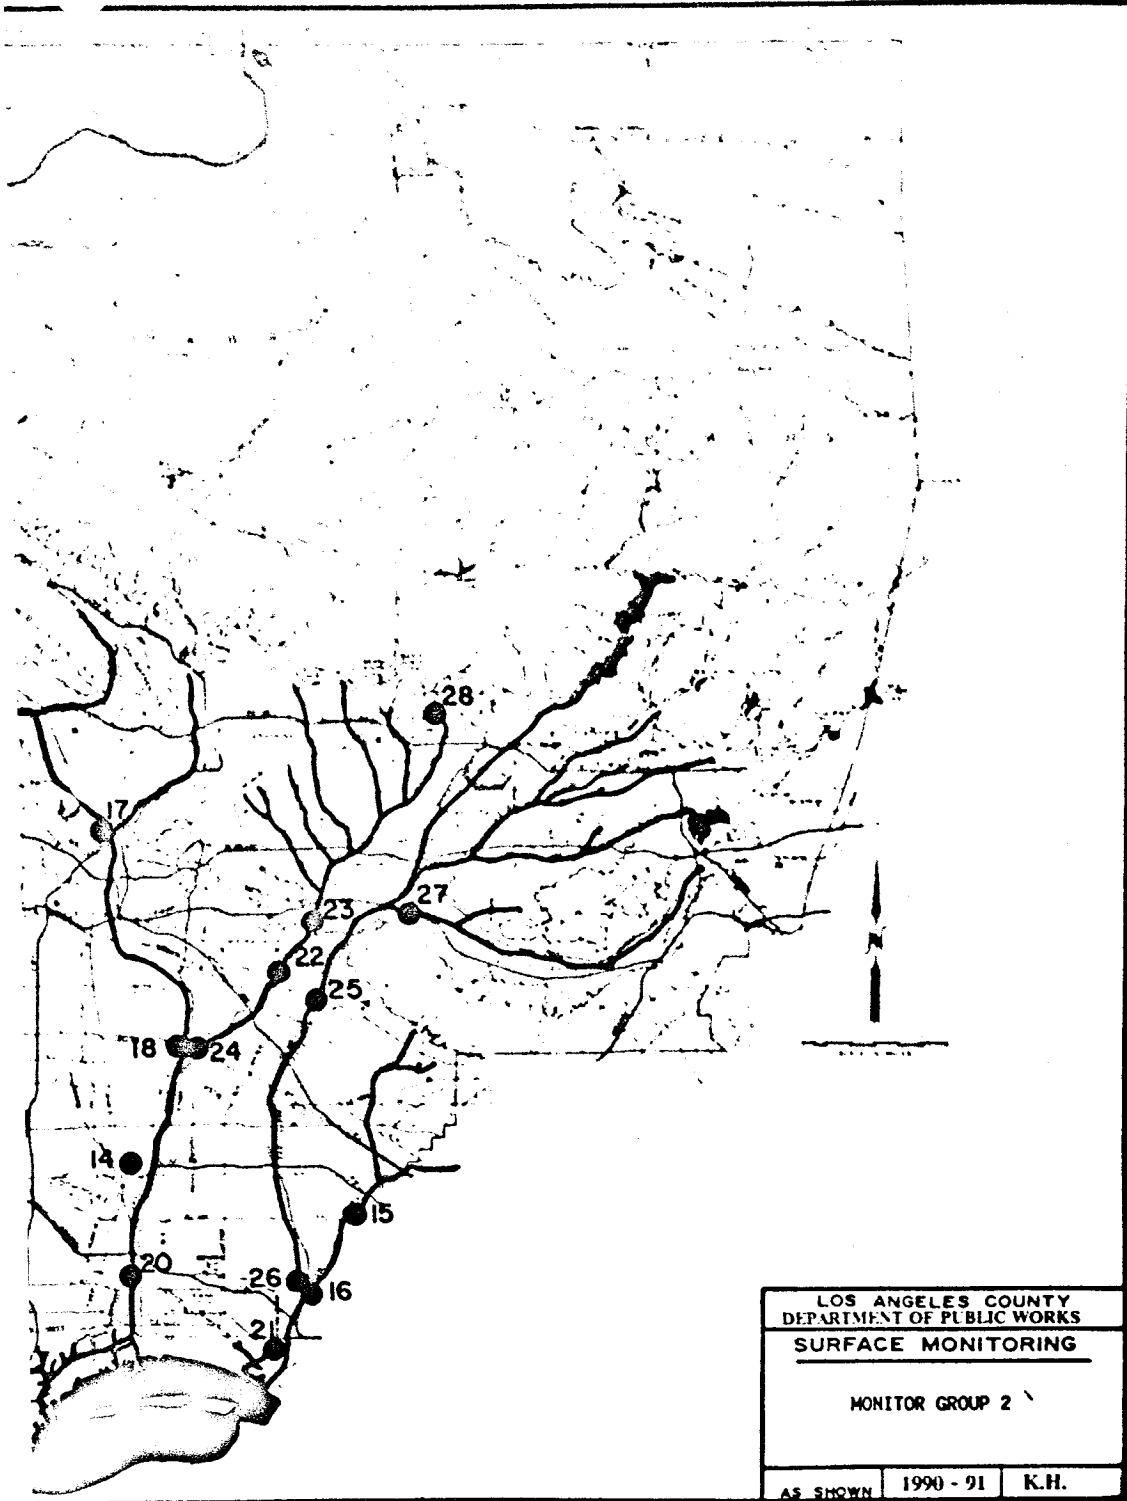 28
17
27
23
22
25
18
24
14
15
20
26
16
21
LOS ANGELES COUNTY
DEPARTMENT OF PUBLIC WORKS
SURFACE MONITORING
MONITOR GROUP 2
AS SHOWN
1990 - 91
K.H.